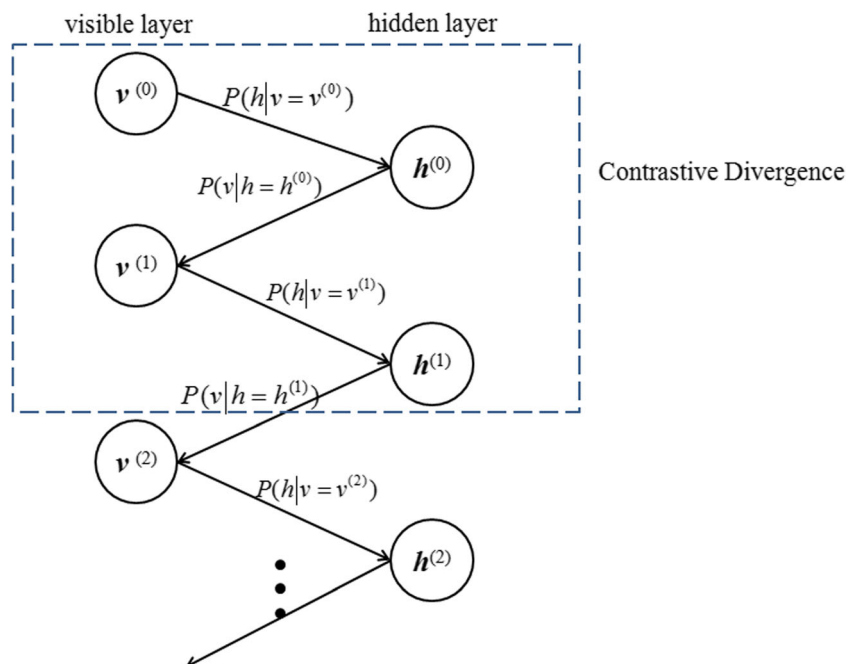 visible layer
hidden layer
v(0)
P(h|v = v(0))
h(0)
Contrastive Divergence
P(v|h = h(0))
v(1)
P(h|v = v(1))
h(1)
P(v|h = h(1))
v(2)
P(h|v = v(2))
h(2)